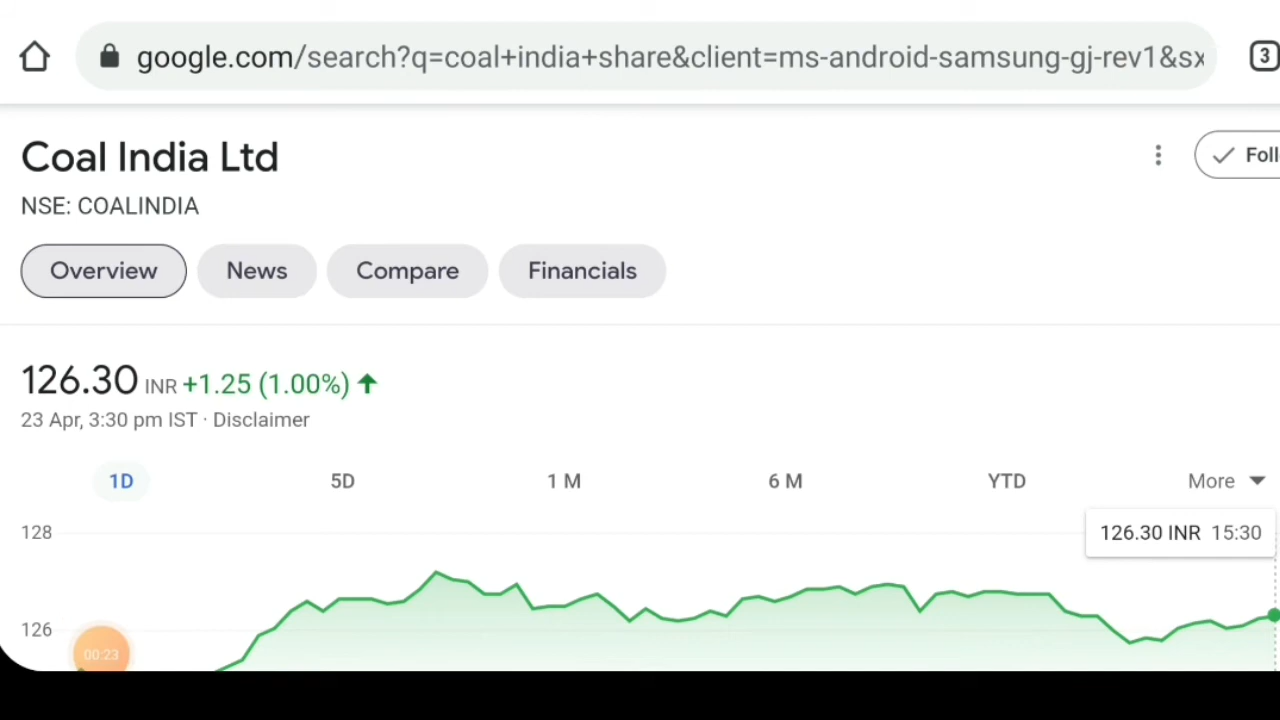 google.com/search?q=coal+india+share&client=ms-android-samsung-gj-rev1&sx
3
Coal India Ltd
Foll
NSE: COALINDIA
Overview
News
Compare
Financials
126.30 INR +1.25 (1.00%)
23 Apr, 3:30 pm IST · Disclaimer
1D
5D
1 M
6 M
YTD
More
128
126.30 INR 15:30
126
00:23